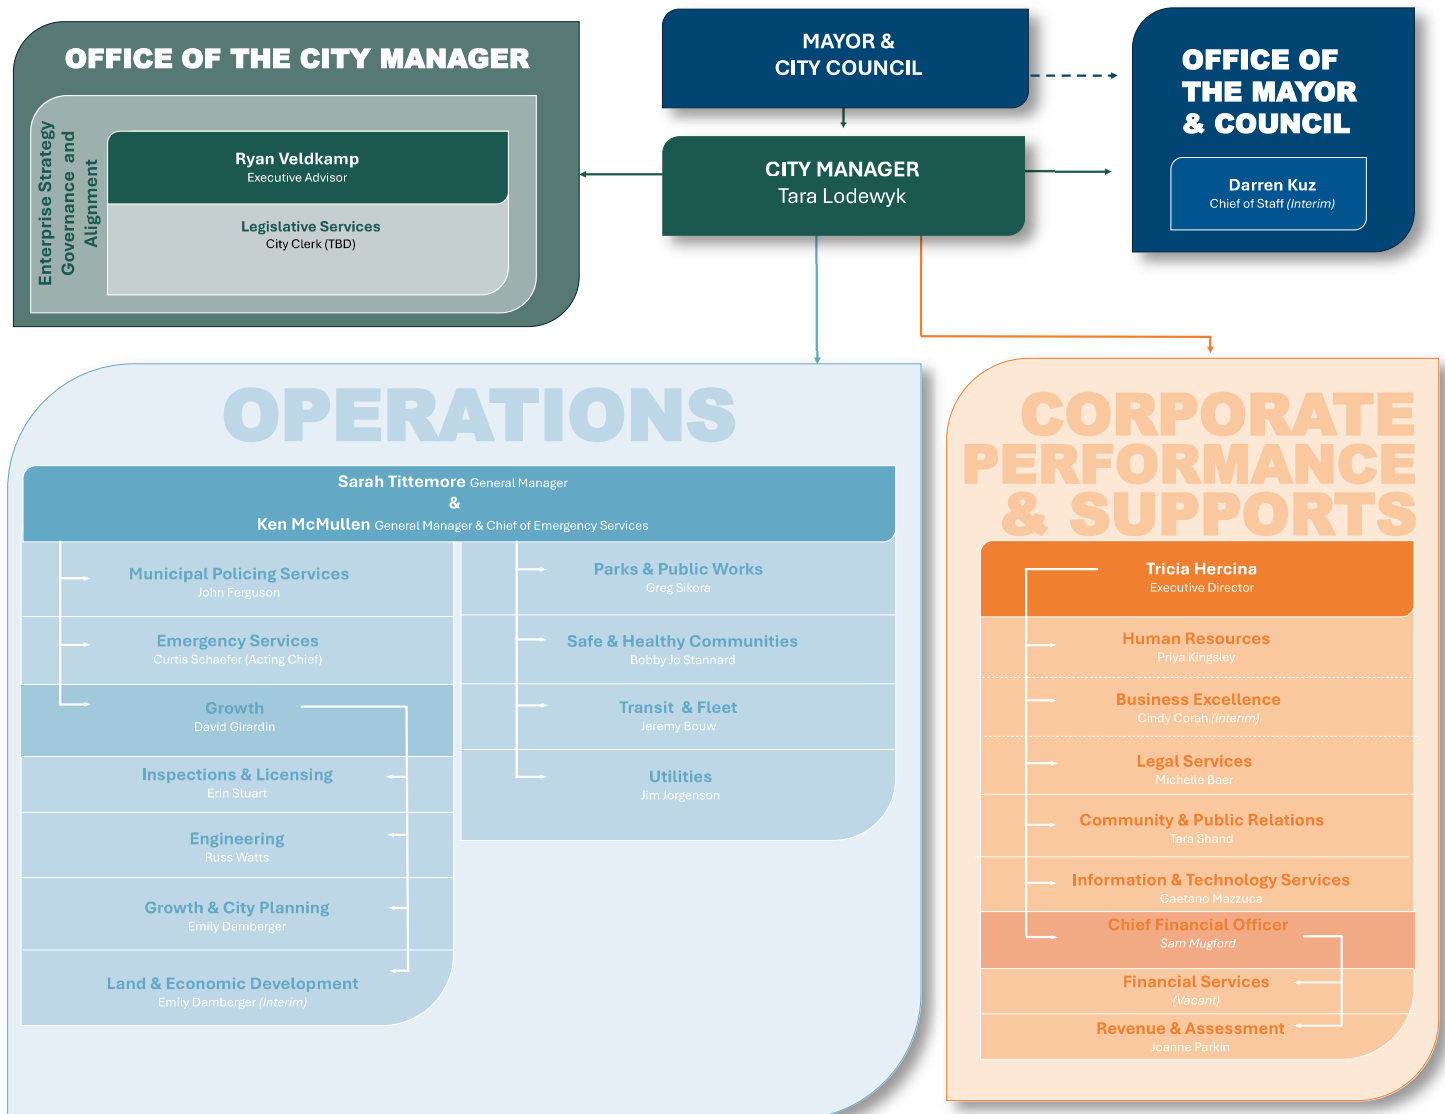 OFFICE OF THE CITY MANAGER
Enterprise Strategy
Governance and
Alignment
Ryan Veldkamp
Executive Advisor
Legislative Services
City Clerk (TBD)
MAYOR &
CITY COUNCIL
CITY MANAGER
Tara Lodewyk
OFFICE OF
THE MAYOR
& COUNCIL
Darren Kuz
Chief of Staff (Interim)
OPERATIONS
Sarah Tittemore General Manager
&
Ken McMullen General Manager & Chief of Emergency Services
Municipal Policing Services
John Ferguson
Emergency Services
Curtis Schaefer (Acting Chief)
Growth
David Girardin
Inspections & Licensing
Erin Stuart
Engineering
Russ Watts
Growth & City Planning
Emily Damberger
Land & Economic Development
Emily Damberger (Interim)
Parks & Public Works
Greg Sikora
Safe & Healthy Communities
Bobby Jo Stannard
Transit & Fleet
Jeremy Bouw
Utilities
Jim Jorgenson
CORPORATE
PERFORMANCE
& SUPPORTS
Tricia Hercina
Executive Director
Human Resources
Priya Kingsley
Business Excellence
Cindy Corah (Interim)
Legal Services
Michelle Baer
Community & Public Relations
Tara Shand
Information & Technology Services
Gaetano Mazzuca
Chief Financial Officer
Sam Mugford
Financial Services
(Vacant)
Revenue & Assessment
Joanne Parkin